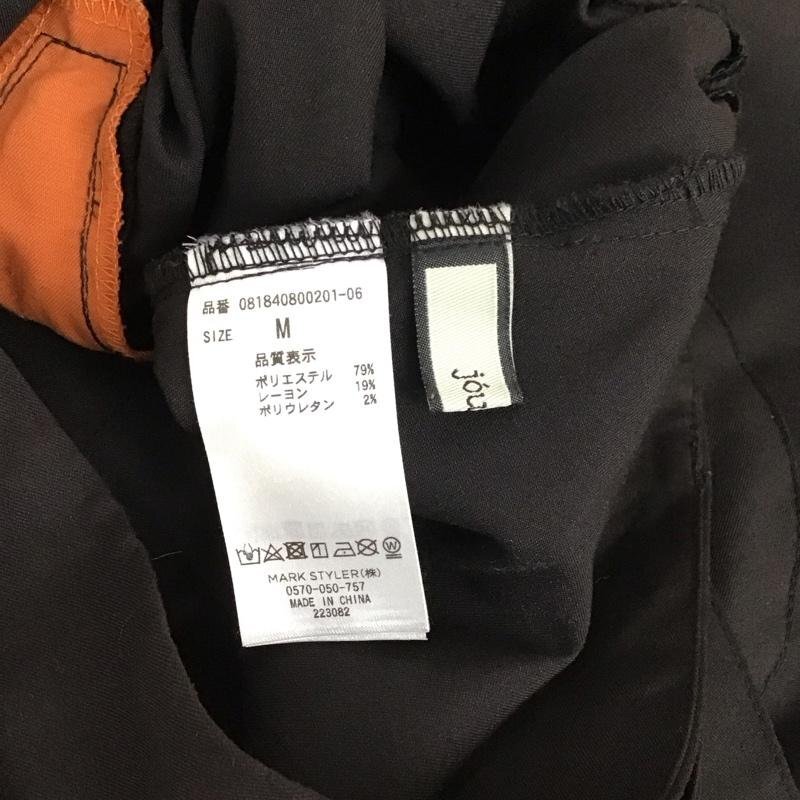 品番 081840800201-06
SIZE M
品質表示
ポリエステル 79%
レーヨン 19%
ポリウレタン 2%
MARK STYLER(株)
0570-050-757
MADE IN CHINA
223082
jóu